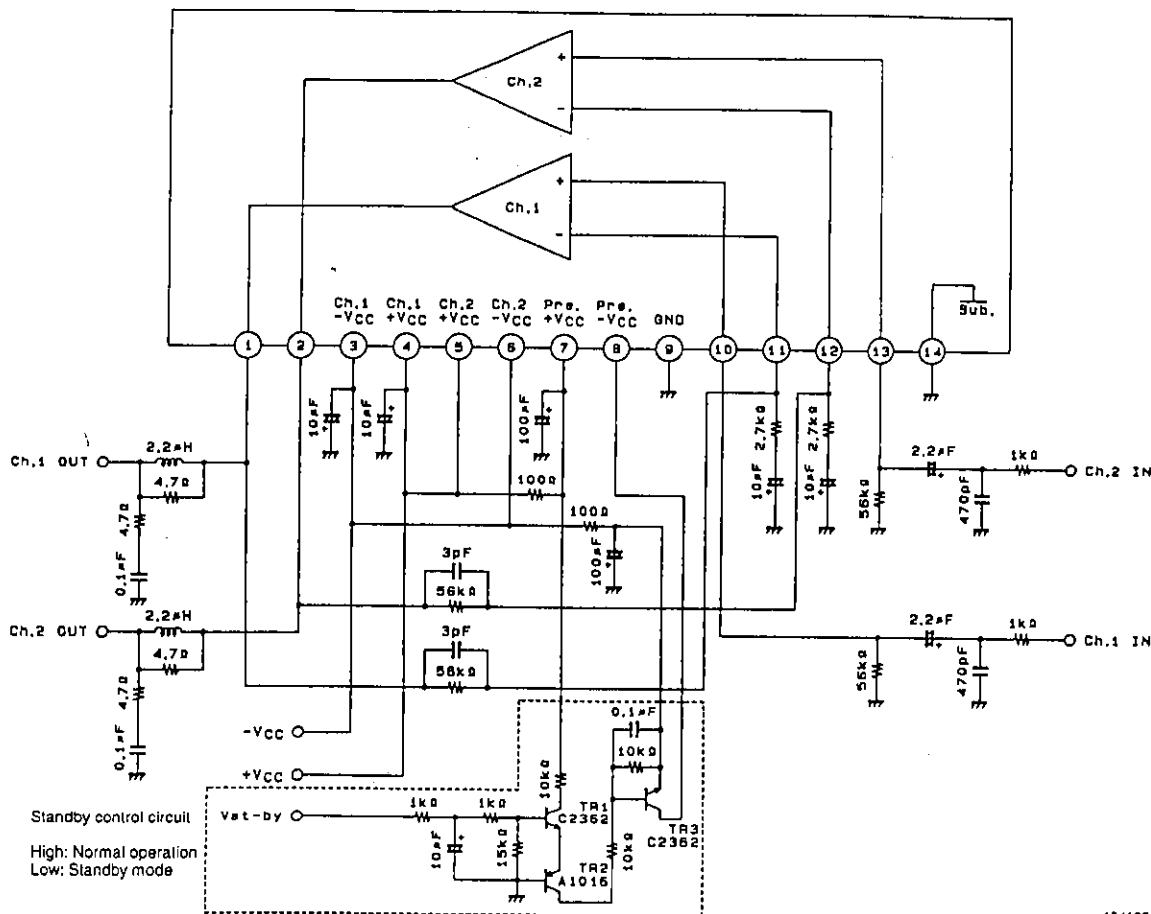 +
Ch.2
-
+
Ch.1
-
Ch.1 -VCC
Ch.1 +VCC
Ch.2 +VCC
Ch.2 -VCC
Pre. +VCC
Pre. -VCC
GND
Sub.
1 2 3 4 5 6 7 8 9 10 11 12 13 14
10µF
10µF
100µF
2.7kΩ
2.7kΩ
10µF
10µF
2.2µH
Ch.1 OUT
4.7Ω
4.7Ω
0.1µF
100Ω
100Ω
100µF
2.2µF
1kΩ
Ch.2 IN
56kΩ
470pF
3pF
56kΩ
2.2µH
Ch.2 OUT
4.7Ω
4.7Ω
0.1µF
3pF
56kΩ
2.2µF
1kΩ
Ch.1 IN
56kΩ
470pF
-VCC
+VCC
0.1µF
10kΩ
10kΩ
Standby control circuit
Vst-by
1kΩ
1kΩ
TR1
C2362
TR3
C2362
High: Normal operation
Low: Standby mode
10µF
15kΩ
TR2
A1016
10kΩ